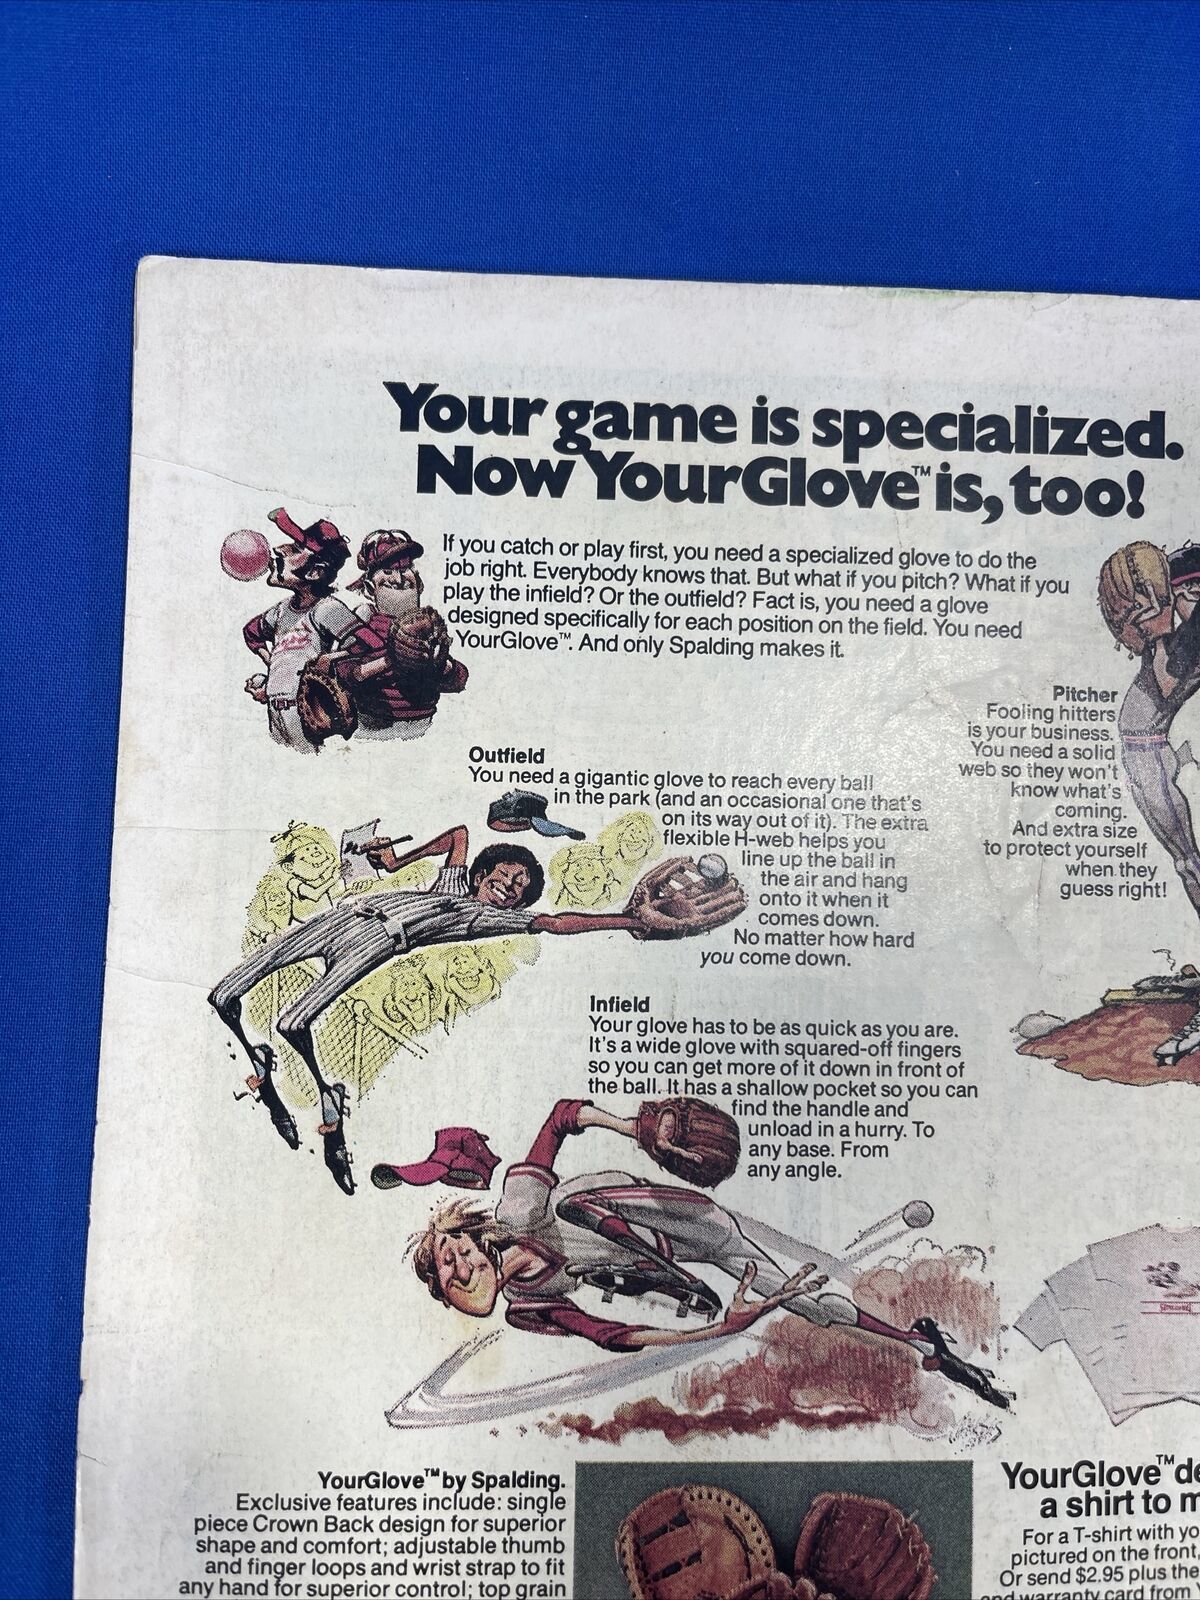 Your game is specialized.
Now YourGlove™ is, too!
If you catch or play first, you need a specialized glove to do the
job right. Everybody knows that. But what if you pitch? What if you
play the infield? Or the outfield? Fact is, you need a glove
designed specifically for each position on the field. You need
YourGlove™. And only Spalding makes it.
Pitcher
Fooling hitters
is your business.
You need a solid
web so they won't
know what's
coming.
And extra size
to protect yourself
when they
guess right!
Outfield
You need a gigantic glove to reach every ball
in the park (and an occasional one that's
on its way out of it). The extra
flexible H-web helps you
line up the ball in
the air and hang
onto it when it
comes down.
No matter how hard
you come down.
Infield
Your glove has to be as quick as you are.
It's a wide glove with squared-off fingers
so you can get more of it down in front of
the ball. It has a shallow pocket so you can
find the handle and
unload in a hurry. To
any base. From
any angle.
YourGlove™ by Spalding.
Exclusive features include: single
piece Crown Back design for superior
shape and comfort; adjustable thumb
and finger loops and wrist strap to fit
any hand for superior control; top grain
YourGlove™ de
a shirt to m
For a T-shirt with yo
pictured on the front,
Or send $2.95 plus the
and warranty card from